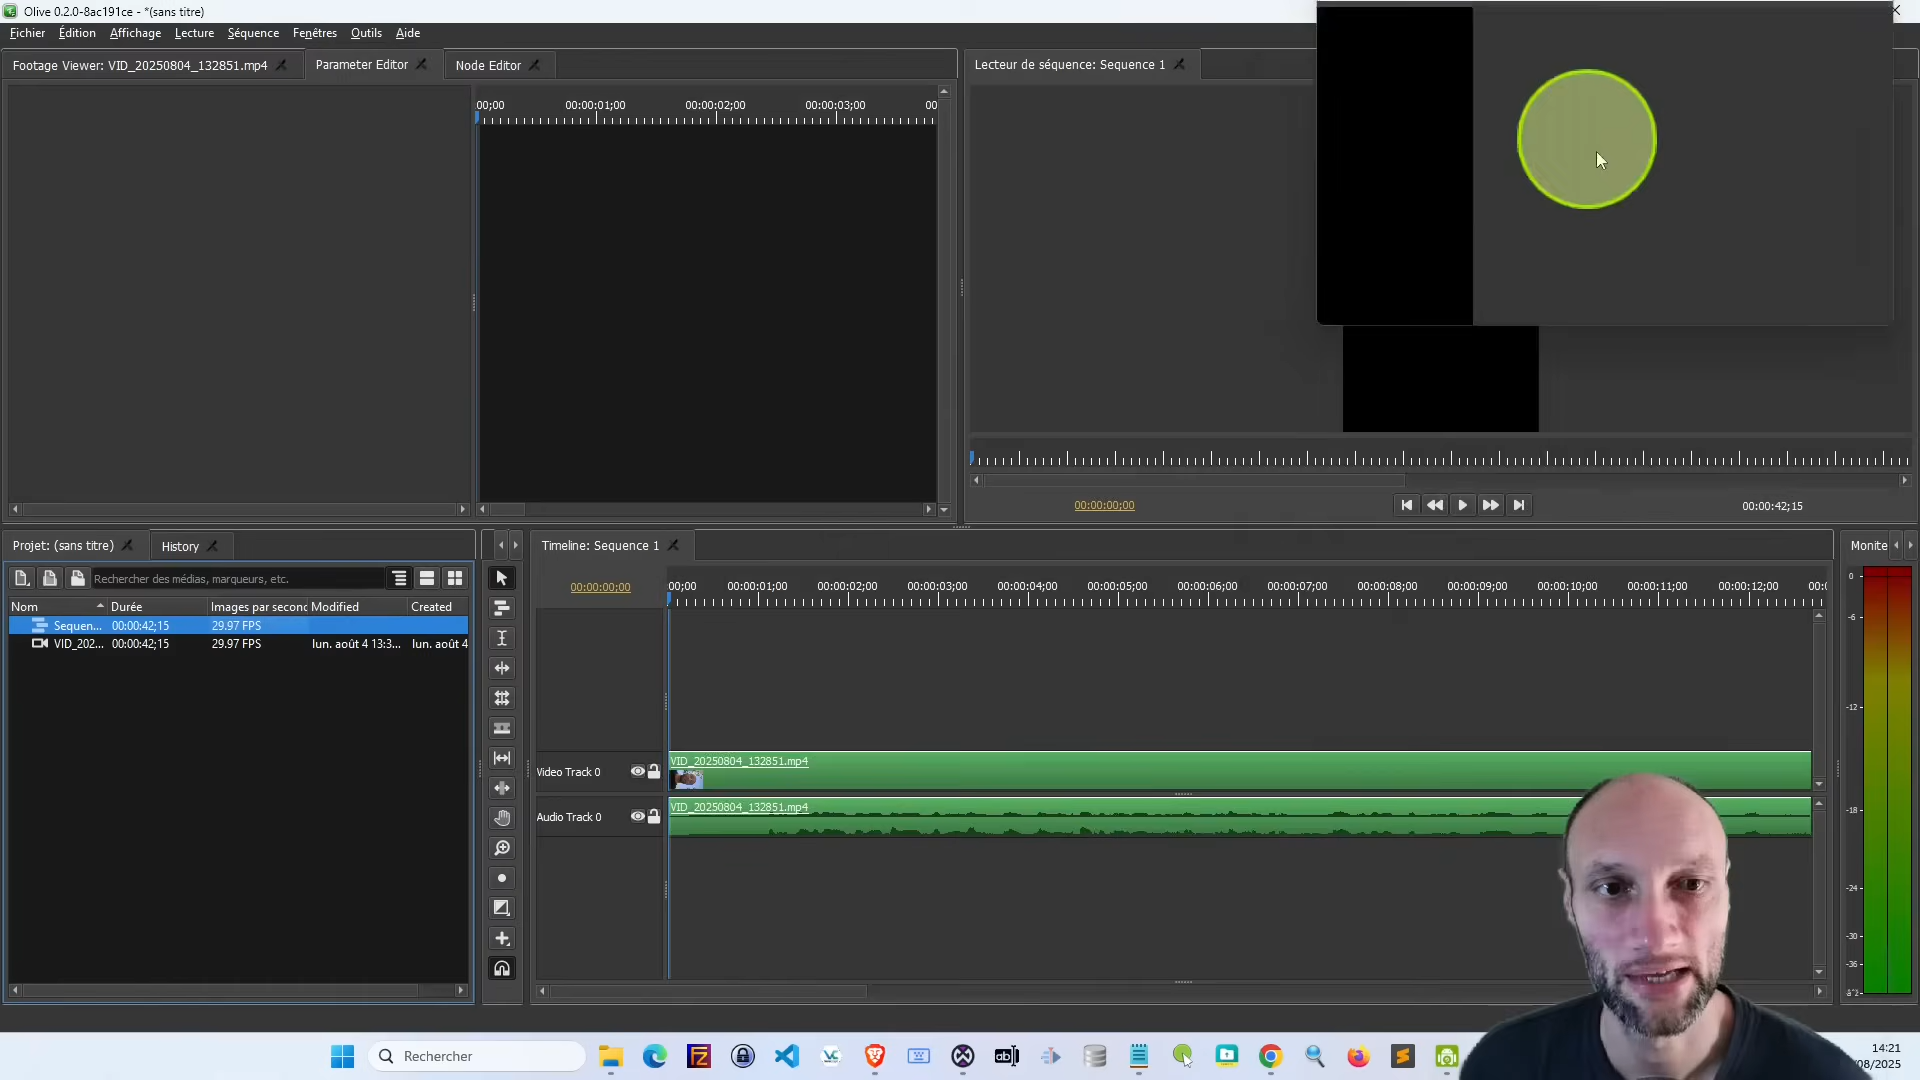 Olive 0.2.0-8ac191ce - *(sans titre)
Fichier Édition Affichage Lecture Séquence Fenêtres Outils Aide
Footage Viewer: VID_20250804_132851.mp4 Parameter Editor Node Editor
Lecteur de séquence: Sequence 1
00;00 00:00:01;00 00:00:02;00 00:00:03;00 00
00:00:00;00 00:00:42;15
Projet: (sans titre) History
Rechercher des médias, marqueurs, etc.
Nom Durée Images par second Modified Created
Sequen... 00:00:42;15 29.97 FPS
VID_202... 00:00:42;15 29.97 FPS lun. août 4 13:3... lun. août 4
Timeline: Sequence 1
00:00:00;00 00;00 00:00:01;00 00:00:02;00 00:00:03;00 00:00:04;00 00:00:05;00 00:00:06;00 00:00:07;00 00:00:08;00 00:00:09;00 00:00:10;00 00:00:11;00 00:00:12;00 00:0
Video Track 0 VID_20250804_132851.mp4
Audio Track 0 VID_20250804_132851.mp4
Monite
0
-6
-12
-18
-24
-30
-36
Rechercher
14:21
/08/2025